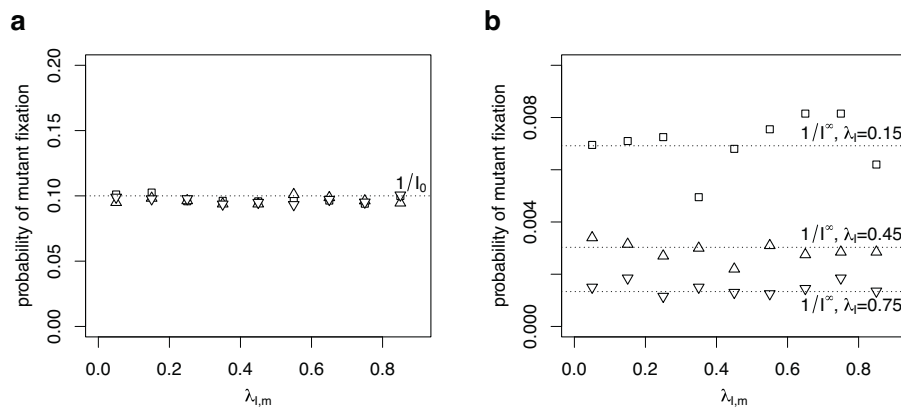 a
probability of mutant fixation
0.00 0.05 0.10 0.15 0.20
1/I₀
0.0 0.2 0.4 0.6 0.8
λI,m
b
probability of mutant fixation
0.000 0.004 0.008
1/I∞, λI=0.15
1/I∞, λI=0.45
1/I∞, λI=0.75
0.0 0.2 0.4 0.6 0.8
λI,m